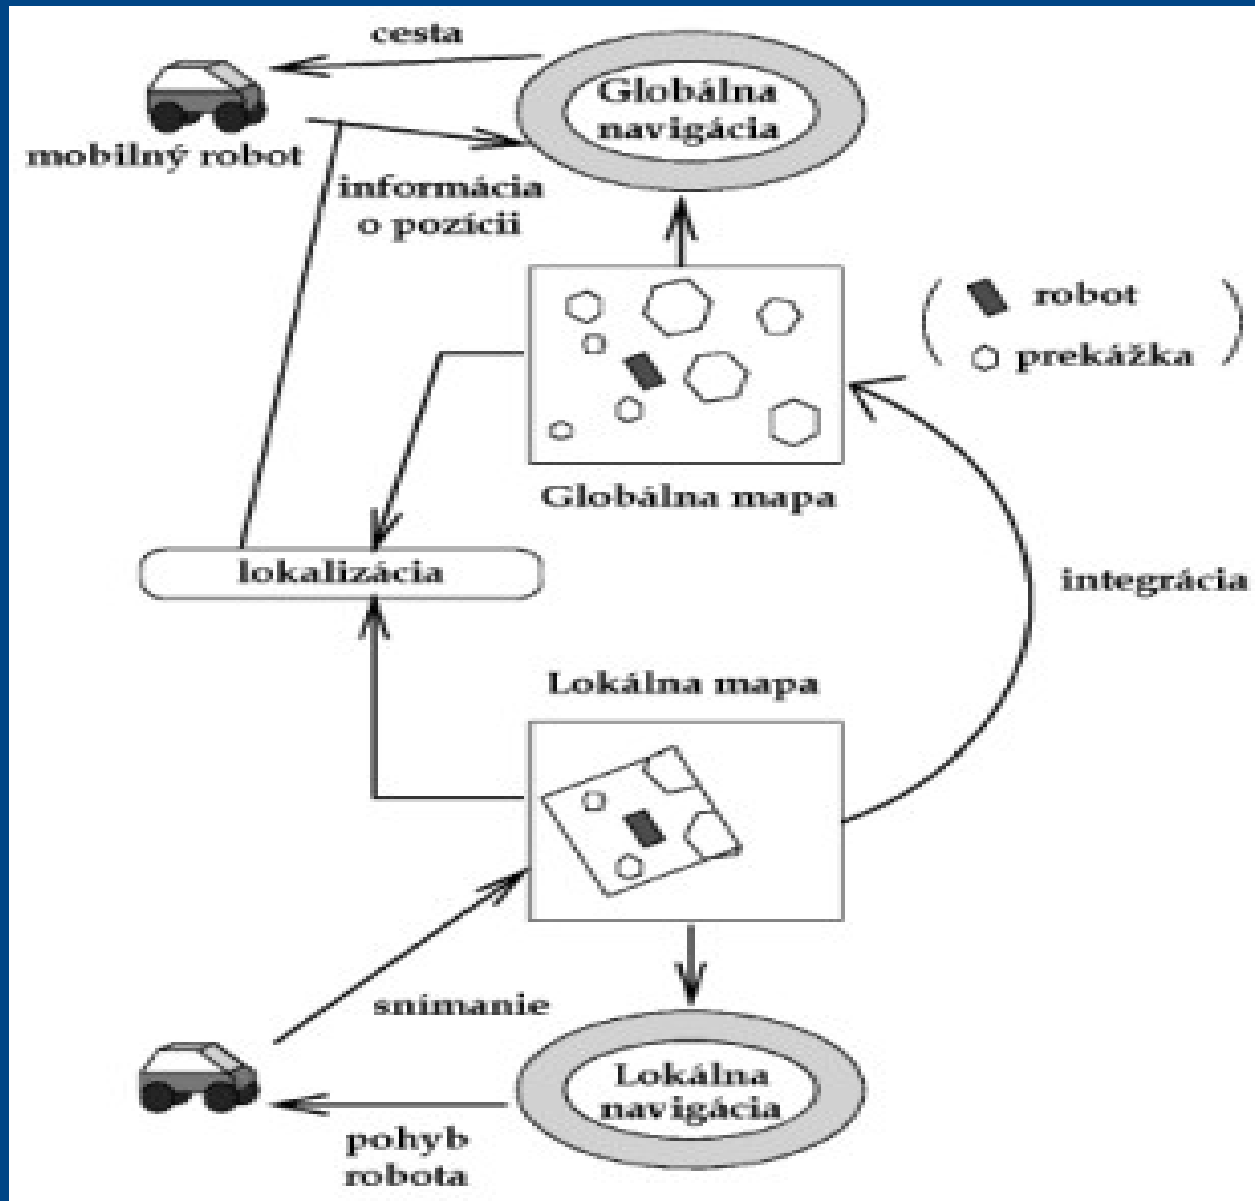 cesta
Globálna
navigácia
mobilný robot
informácia
o pozícii
robot
prekážka
Globálna mapa
lokalizácia
integrácia
Lokálna mapa
snímanie
Lokálna
navigácia
pohyb
robota